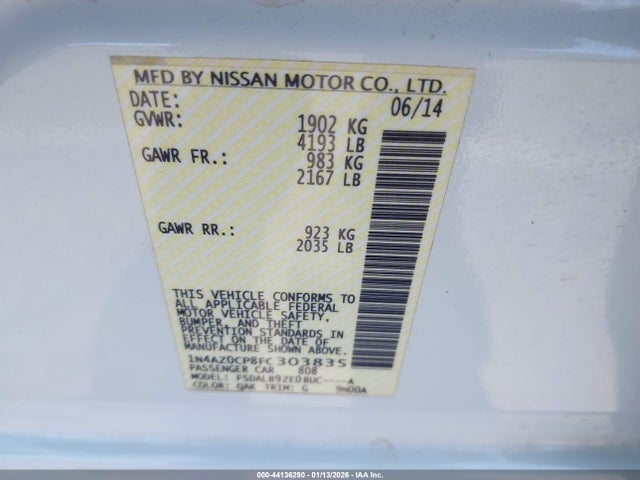 MFD BY NISSAN MOTOR CO., LTD.
DATE: 06/14
GVWR: 1902 KG
4193 LB
GAWR FR.: 983 KG
2167 LB
GAWR RR.: 923 KG
2035 LB
THIS VEHICLE CONFORMS TO
ALL APPLICABLE FEDERAL
MOTOR VEHICLE SAFETY,
BUMPER, AND THEFT
PREVENTION STANDARDS IN
EFFECT ON THE DATE OF
MANUFACTURE SHOWN ABOVE.
1N4AZ0CP8FC303835
PASSENGER CAR 808
MODEL: FSDALB9ZE0BUC----A
COLOR: QAK TRIM: G 9N00A
000-44136290 - 01/13/2026 - IAA Inc.